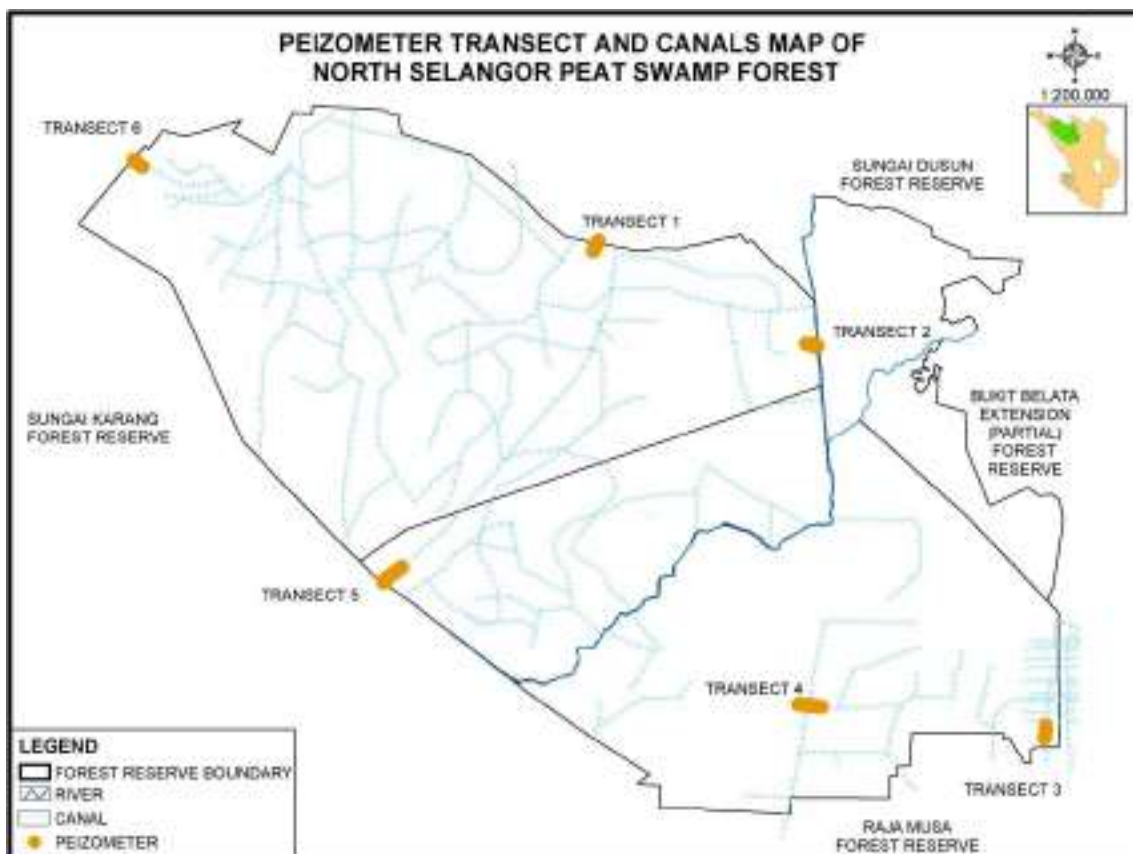 PEIZOMETER TRANSECT AND CANALS MAP OF
NORTH SELANGOR PEAT SWAMP FOREST
1:200,000
TRANSECT 6
SUNGAI DUSUN
FOREST RESERVE
TRANSECT 1
TRANSECT 2
BUKIT BELATA
EXTENSION
(PARTIAL)
FOREST
RESERVE
SUNGAI KARANG
FOREST RESERVE
TRANSECT 5
TRANSECT 4
TRANSECT 3
RAJA MUSA
FOREST RESERVE
LEGEND
FOREST RESERVE BOUNDARY
RIVER
CANAL
PEIZOMETER